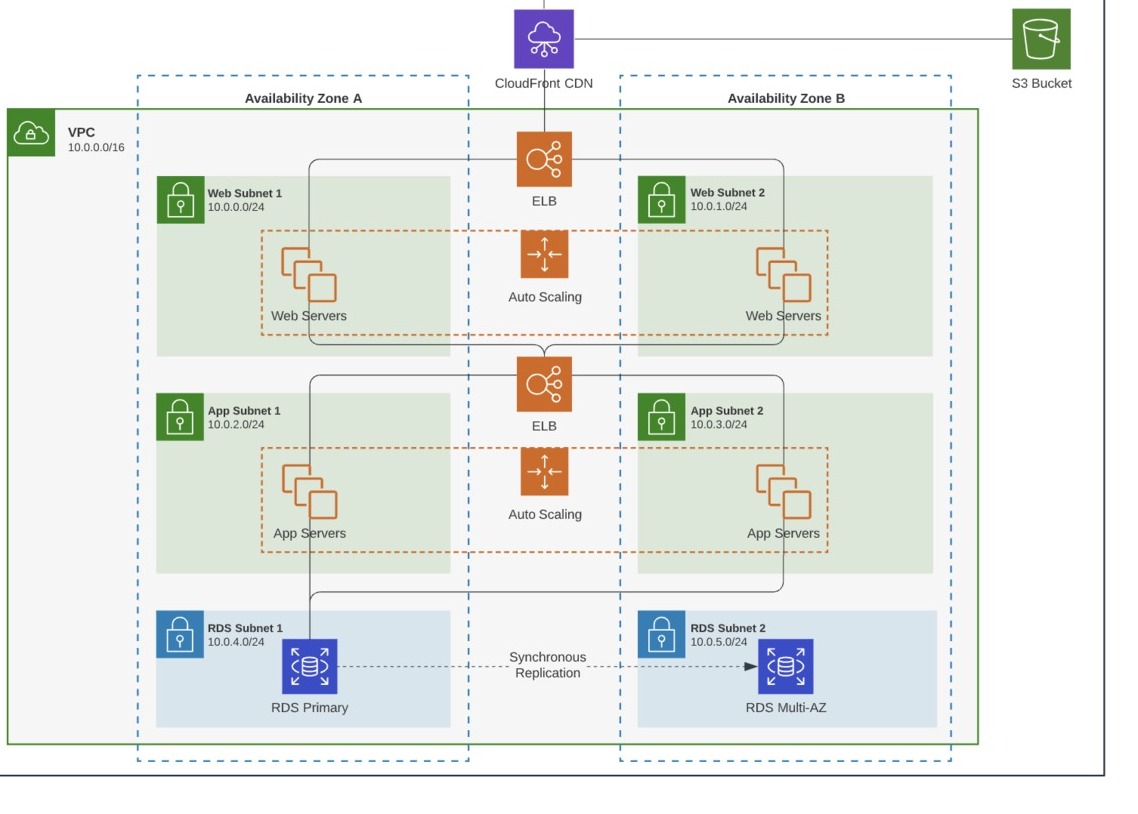 CloudFront CDN
S3 Bucket
Availability Zone A
Availability Zone B
VPC
10.0.0.0/16
ELB
Web Subnet 1
10.0.0.0/24
Web Subnet 2
10.0.1.0/24
Auto Scaling
Web Servers
Web Servers
App Subnet 1
10.0.2.0/24
ELB
App Subnet 2
10.0.3.0/24
Auto Scaling
App Servers
App Servers
RDS Subnet 1
10.0.4.0/24
RDS Subnet 2
10.0.5.0/24
Synchronous
Replication
RDS Primary
RDS Multi-AZ